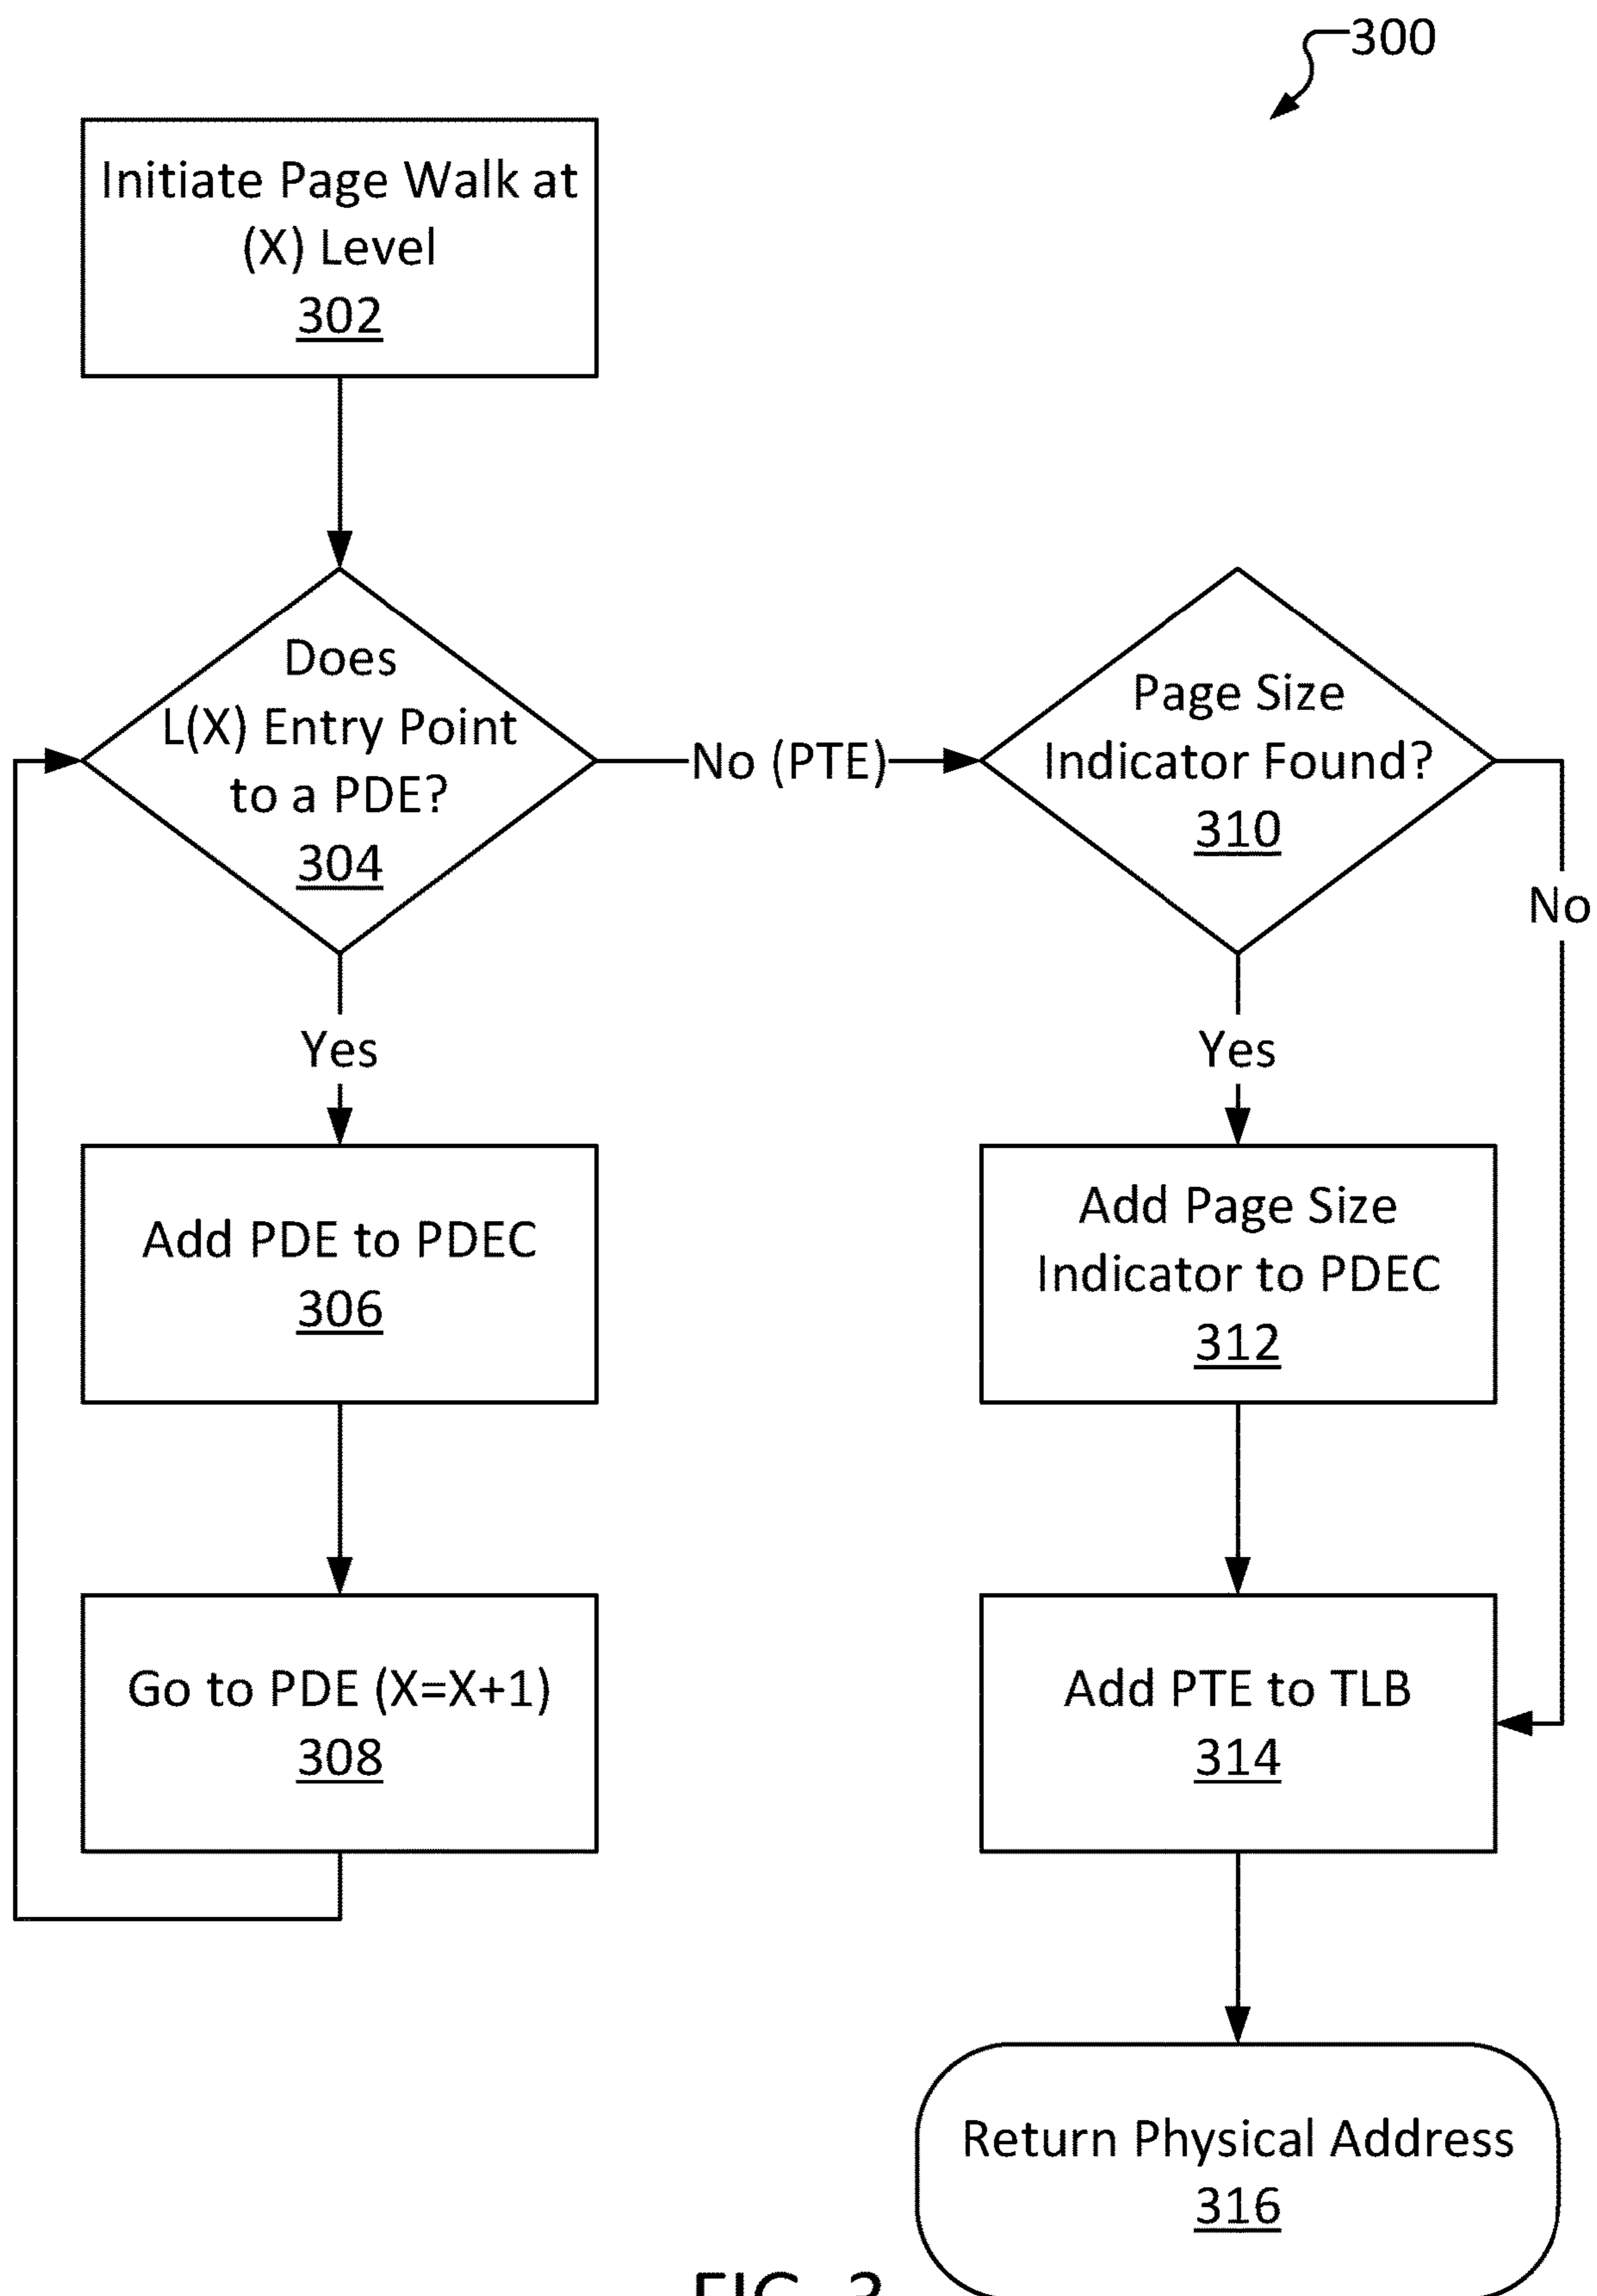 300
Initiate Page Walk at
(X) Level
302
Does
L(X) Entry Point
to a PDE?
304
No (PTE)
Page Size
Indicator Found?
310
No
Yes
Yes
Add PDE to PDEC
306
Add Page Size
Indicator to PDEC
312
Go to PDE (X=X+1)
308
Add PTE to TLB
314
Return Physical Address
316
FIG. 3